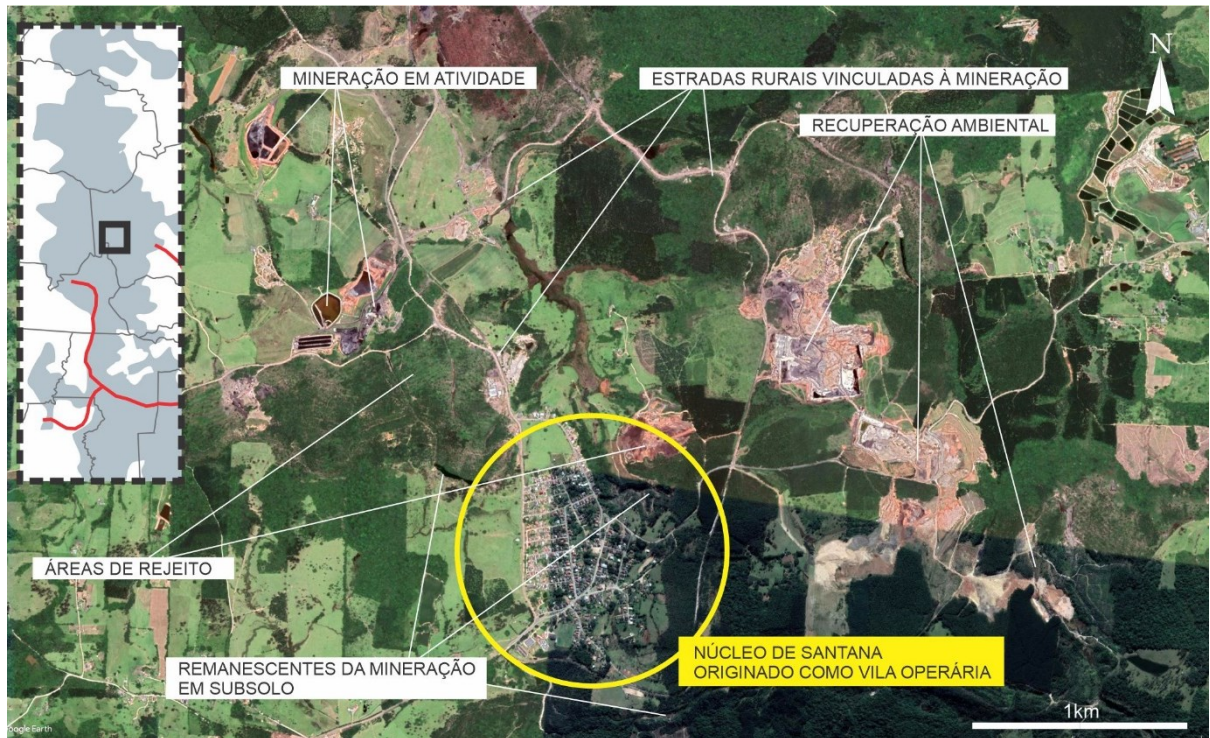 MINERAÇÃO EM ATIVIDADE
ESTRADAS RURAIS VINCULADAS À MINERAÇÃO
N
RECUPERAÇÃO AMBIENTAL
ÁREAS DE REJEITO
REMANESCENTES DA MINERAÇÃO
EM SUBSOLO
NÚCLEO DE SANTANA
ORIGINADO COMO VILA OPERÁRIA
1km
oogle Earth